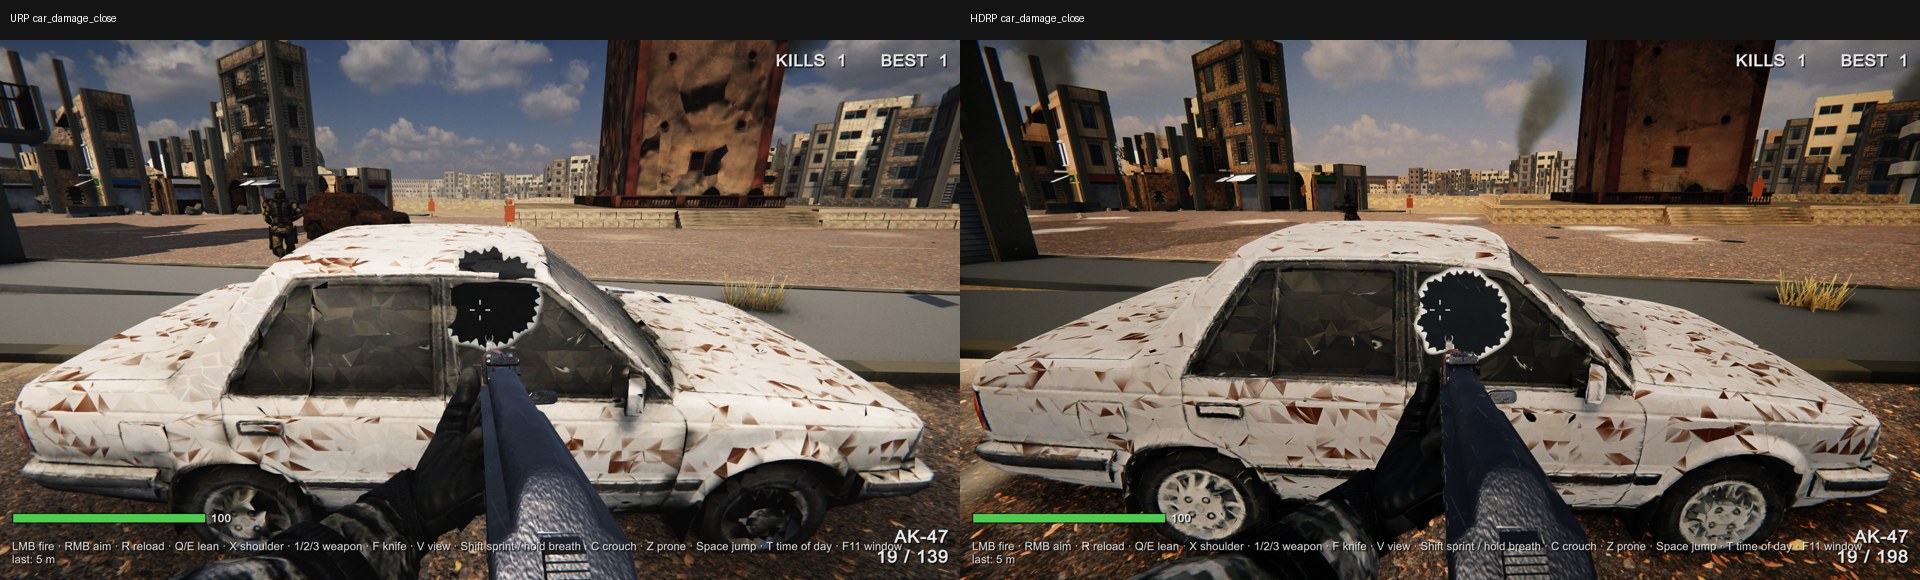 URP car_damage_close
HDRP car_damage_close
KILLS 1 BEST 1
KILLS 1 BEST 1
100
AK-47
LMB fire · RMB aim · R reload · Q/E lean · X shoulder · 1/2/3 weapon · F knife · V view · Shift sprint / hold breath · C crouch · Z prone · Space jump · T time of day · F11 window
19 / 139
last: 5 m
100
AK-47
LMB fire · RMB aim · R reload · Q/E lean · X shoulder · 1/2/3 weapon · F knife · V view · Shift sprint / hold breath · C crouch · Z prone · Space jump · T time of day · F11 window
19 / 198
last: 5 m